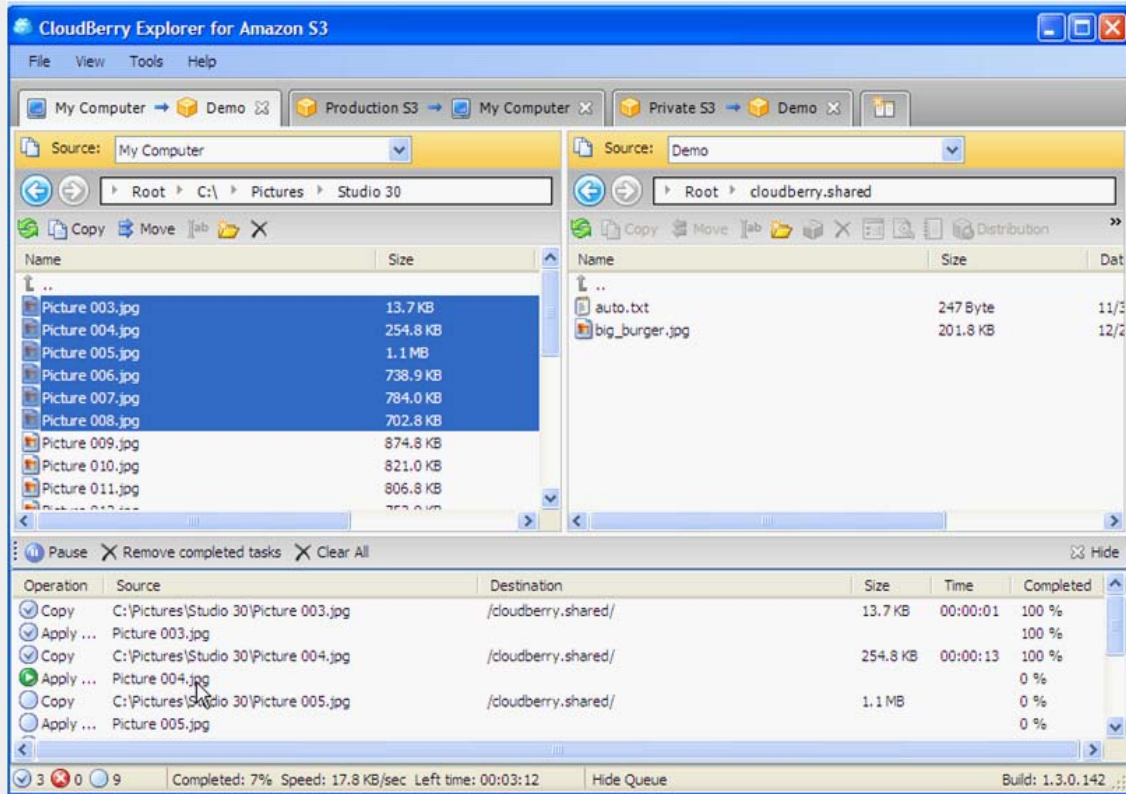 CloudBerry Explorer for Amazon S3
File View Tools Help
My Computer Demo Production S3 My Computer Private S3 Demo
Source: My Computer Source: Demo
Root C:\ Pictures Studio 30 Root cloudberry.shared
Copy Move ab Copy Move ab Distribution »
Name Size Name Size Dat
.. ..
Picture 003.jpg 13.7 KB auto.txt 247 Byte 11/3
Picture 004.jpg 254.8 KB big_burger.jpg 201.8 KB 12/2
Picture 005.jpg 1.1 MB
Picture 006.jpg 738.9 KB
Picture 007.jpg 784.0 KB
Picture 008.jpg 702.8 KB
Picture 009.jpg 874.8 KB
Picture 010.jpg 821.0 KB
Picture 011.jpg 806.8 KB
Pause Remove completed tasks Clear All Hide
Operation Source Destination Size Time Completed
Copy C:\Pictures\Studio 30\Picture 003.jpg /cloudberry.shared/ 13.7 KB 00:00:01 100 %
Apply ... Picture 003.jpg 100 %
Copy C:\Pictures\Studio 30\Picture 004.jpg /cloudberry.shared/ 254.8 KB 00:00:13 100 %
Apply ... Picture 004.jpg 0 %
Copy C:\Pictures\Studio 30\Picture 005.jpg /cloudberry.shared/ 1.1 MB 0 %
Apply ... Picture 005.jpg 0 %
3 0 9 Completed: 7% Speed: 17.8 KB/sec Left time: 00:03:12 Hide Queue Build: 1.3.0.142